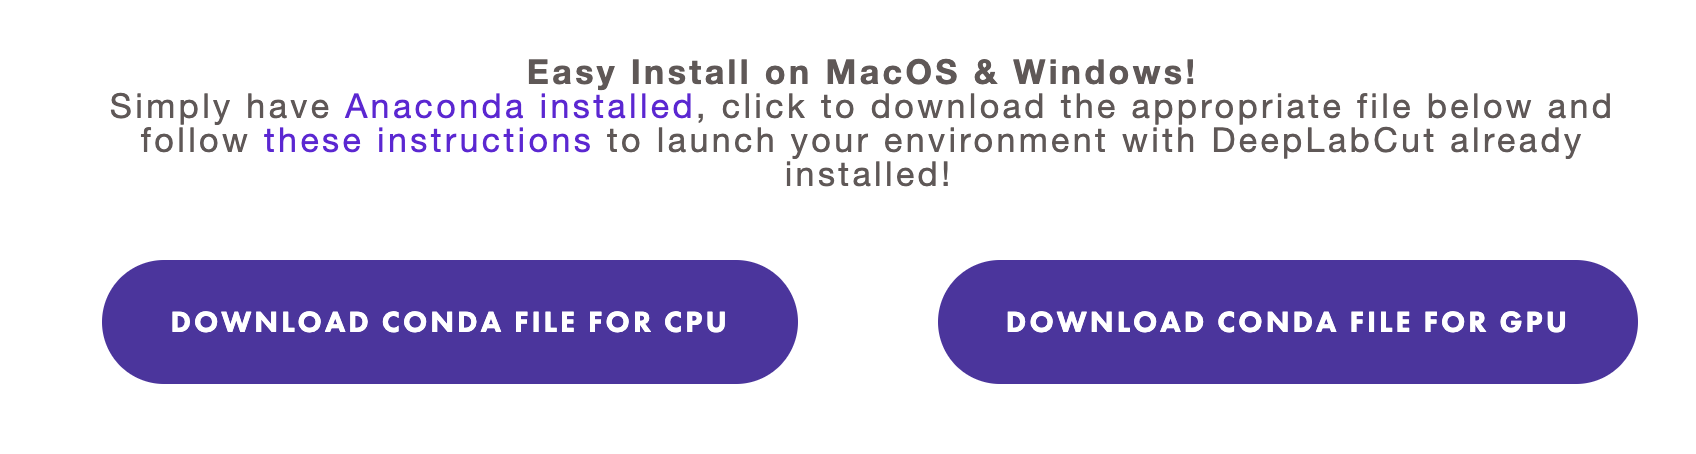 Easy Install on MacOS & Windows!
Simply have Anaconda installed, click to download the appropriate file below and
follow these instructions to launch your environment with DeepLabCut already
installed!
DOWNLOAD CONDA FILE FOR CPU
DOWNLOAD CONDA FILE FOR GPU